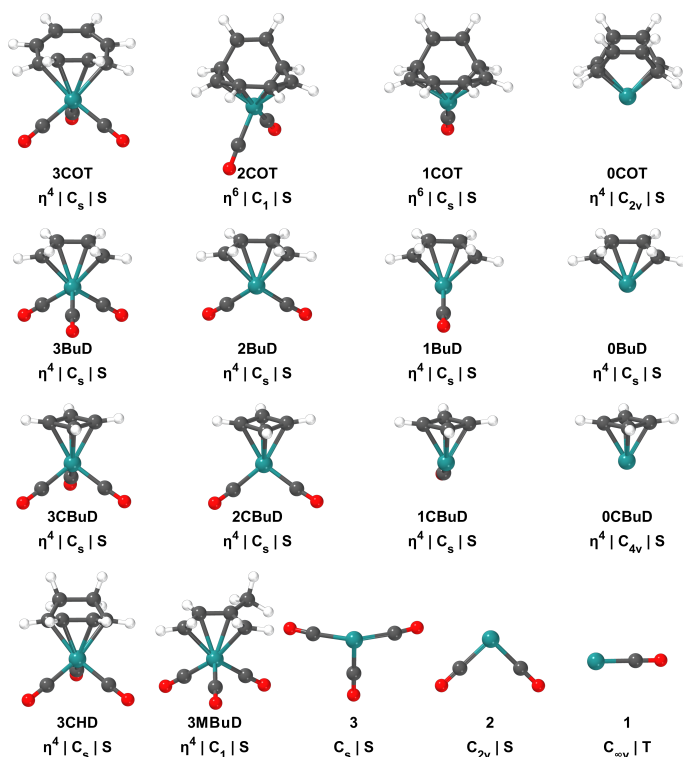 3COT 2COT 1COT 0COT
η⁴ | Cₛ | S η⁶ | C₁ | S η⁶ | Cₛ | S η⁴ | C₂ᵥ | S
3BuD 2BuD 1BuD 0BuD
η⁴ | Cₛ | S η⁴ | Cₛ | S η⁴ | Cₛ | S η⁴ | Cₛ | S
3CBuD 2CBuD 1CBuD 0CBuD
η⁴ | Cₛ | S η⁴ | Cₛ | S η⁴ | Cₛ | S η⁴ | C₄ᵥ | S
3CHD 3MBuD 3 2 1
η⁴ | Cₛ | S η⁴ | C₁ | S Cₛ | S C₂ᵥ | S C∞ᵥ | T